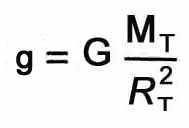 g = G M_T / R_T^2